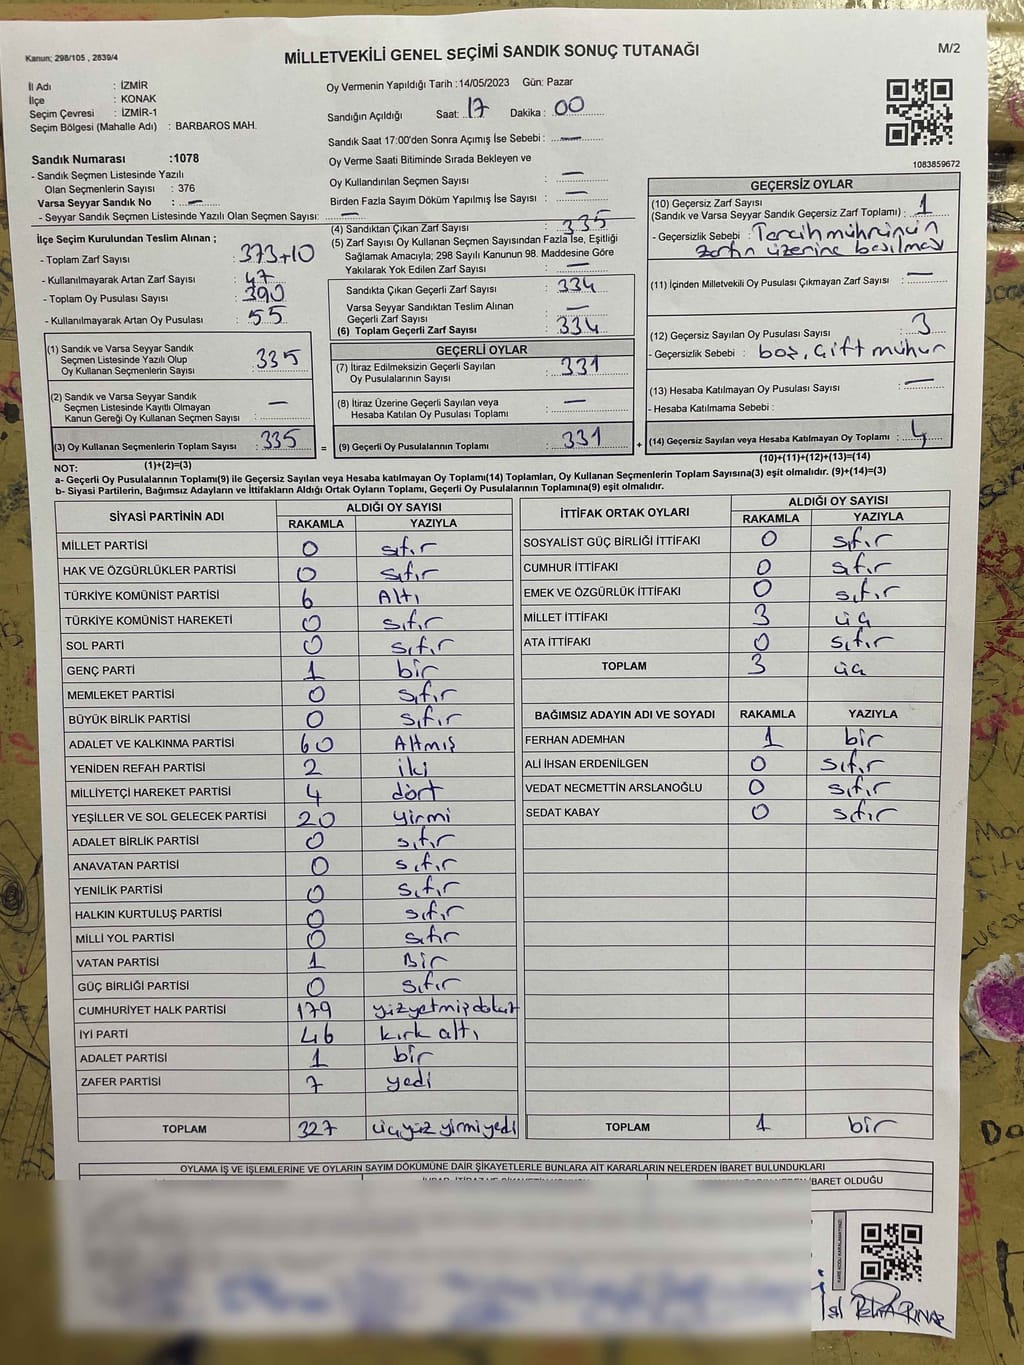 Kanun; 298/105 , 2839/4
MİLLETVEKİLİ GENEL SEÇİMİ SANDIK SONUÇ TUTANAĞI
M/2
İl Adı : İZMİR
İlçe : KONAK
Seçim Çevresi : İZMİR-1
Seçim Bölgesi (Mahalle Adı) : BARBAROS MAH.
Oy Vermenin Yapıldığı Tarih :14/05/2023 Gün: Pazar
Sandığın Açıldığı Saat: 17 Dakika : 00
Sandık Saat 17:00'den Sonra Açımış İse Sebebi : —
Oy Verme Saati Bitiminde Sırada Bekleyen ve
Oy Kullandırılan Seçmen Sayısı : —
Birden Fazla Sayım Döküm Yapılmış İse Sayısı : —
1083859672
Sandık Numarası :1078
- Sandık Seçmen Listesinde Yazılı
Olan Seçmenlerin Sayısı : 376
Varsa Seyyar Sandık No : —
- Seyyar Sandık Seçmen Listesinde Yazılı Olan Seçmen Sayısı: —
İlçe Seçim Kurulundan Teslim Alınan ;
- Toplam Zarf Sayısı : 373+10
- Kullanılmayarak Artan Zarf Sayısı : 47
- Toplam Oy Pusulası Sayısı : 390
- Kullanılmayarak Artan Oy Pusulası : 55
(1) Sandık ve Varsa Seyyar Sandık
Seçmen Listesinde Yazılı Olup
Oy Kullanan Seçmenlerin Sayısı : 335
(2) Sandık ve Varsa Seyyar Sandık
Seçmen Listesinde Kayıtlı Olmayan
Kanun Gereği Oy Kullanan Seçmen Sayısı : —
(3) Oy Kullanan Seçmenlerin Toplam Sayısı : 335
(1)+(2)=(3)
(4) Sandıktan Çıkan Zarf Sayısı : 335
(5) Zarf Sayısı Oy Kullanan Seçmen Sayısından Fazla İse, Eşitliği
Sağlamak Amacıyla; 298 Sayılı Kanunun 98. Maddesine Göre
Yakılarak Yok Edilen Zarf Sayısı : —
Sandıkta Çıkan Geçerli Zarf Sayısı : 334
Varsa Seyyar Sandıktan Teslim Alınan
Geçerli Zarf Sayısı : —
(6) Toplam Geçerli Zarf Sayısı : 334
GEÇERLİ OYLAR
(7) İtiraz Edilmeksizin Geçerli Sayılan
Oy Pusulalarının Sayısı : 331
(8) İtiraz Üzerine Geçerli Sayılan veya
Hesaba Katılan Oy Pusulası Toplamı : —
= (9) Geçerli Oy Pusulalarının Toplamı : 331 +
GEÇERSİZ OYLAR
(10) Geçersiz Zarf Sayısı
(Sandık ve Varsa Seyyar Sandık Geçersiz Zarf Toplamı) : 1
- Geçersizlik Sebebi : Tercih mührünün
zarfın üzerine basılması
(11) İçinden Milletvekili Oy Pusulası Çıkmayan Zarf Sayısı : —
(12) Geçersiz Sayılan Oy Pusulası Sayısı : 3
- Geçersizlik Sebebi : boş, Çift mühür
(13) Hesaba Katılmayan Oy Pusulası Sayısı : —
- Hesaba Katılmama Sebebi :
(14) Geçersiz Sayılan veya Hesaba Katılmayan Oy Toplamı : 4
(10)+(11)+(12)+(13)=(14)
NOT:
a- Geçerli Oy Pusulalarının Toplamı(9) ile Geçersiz Sayılan veya Hesaba katılmayan Oy Toplamı(14) Toplamları, Oy Kullanan Seçmenlerin Toplam Sayısına(3) eşit olmalıdır. (9)+(14)=(3)
b- Siyasi Partilerin, Bağımsız Adayların ve İttifakların Aldığı Ortak Oyların Toplamı, Geçerli Oy Pusulalarının Toplamına(9) eşit olmalıdır.
SİYASİ PARTİNİN ADI ALDIĞI OY SAYISI
RAKAMLA YAZIYLA
MİLLET PARTİSİ 0 sıfır
HAK VE ÖZGÜRLÜKLER PARTİSİ 0 sıfır
TÜRKİYE KOMÜNİST PARTİSİ 6 Altı
TÜRKİYE KOMÜNİST HAREKETİ 0 sıfır
SOL PARTİ 0 sıfır
GENÇ PARTİ 1 bir
MEMLEKET PARTİSİ 0 sıfır
BÜYÜK BİRLİK PARTİSİ 0 sıfır
ADALET VE KALKINMA PARTİSİ 60 Altmış
YENİDEN REFAH PARTİSİ 2 iki
MİLLİYETÇİ HAREKET PARTİSİ 4 dört
YEŞİLLER VE SOL GELECEK PARTİSİ 20 yirmi
ADALET BİRLİK PARTİSİ 0 sıfır
ANAVATAN PARTİSİ 0 sıfır
YENİLİK PARTİSİ 0 sıfır
HALKIN KURTULUŞ PARTİSİ 0 sıfır
MİLLİ YOL PARTİSİ 0 sıfır
VATAN PARTİSİ 1 Bir
GÜÇ BİRLİĞİ PARTİSİ 0 sıfır
CUMHURİYET HALK PARTİSİ 179 yüzyetmişdokuz
İYİ PARTİ 46 kırk altı
ADALET PARTİSİ 1 bir
ZAFER PARTİSİ 7 yedi
TOPLAM 327 üçyüz yirmi yedi
İTTİFAK ORTAK OYLARI ALDIĞI OY SAYISI
RAKAMLA YAZIYLA
SOSYALİST GÜÇ BİRLİĞİ İTTİFAKI 0 sıfır
CUMHUR İTTİFAKI 0 sıfır
EMEK VE ÖZGÜRLÜK İTTİFAKI 0 sıfır
MİLLET İTTİFAKI 3 üç
ATA İTTİFAKI 0 sıfır
TOPLAM 3 üç
BAĞIMSIZ ADAYIN ADI VE SOYADI RAKAMLA YAZIYLA
FERHAN ADEMHAN 1 bir
ALİ İHSAN ERDENİLGEN 0 sıfır
VEDAT NECMETTİN ARSLANOĞLU 0 sıfır
SEDAT KABAY 0 sıfır
TOPLAM 1 bir
OYLAMA İŞ VE İŞLEMLERİNE VE OYLARIN SAYIM DÖKÜMÜNE DAİR ŞİKAYETLERLE BUNLARA AİT KARARLARIN NELERDEN İBARET BULUNDUKLARI
İBARET OLDUĞU